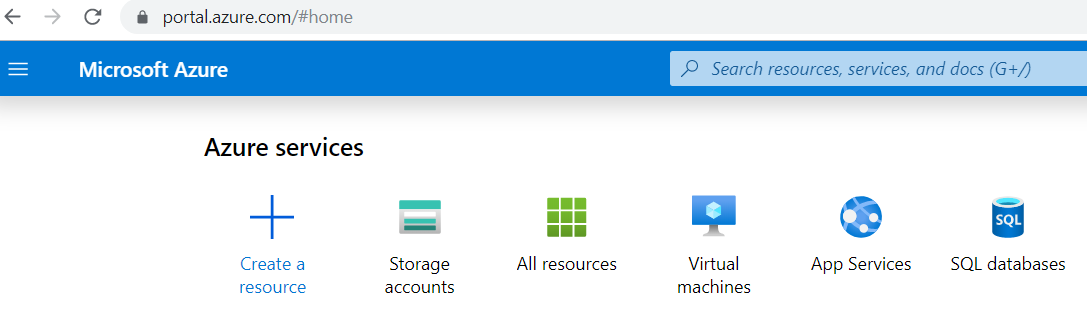 portal.azure.com/#home
Microsoft Azure
Search resources, services, and docs (G+/)
Azure services
Create a
resource
Storage
accounts
All resources
Virtual
machines
App Services
SQL
SQL databases